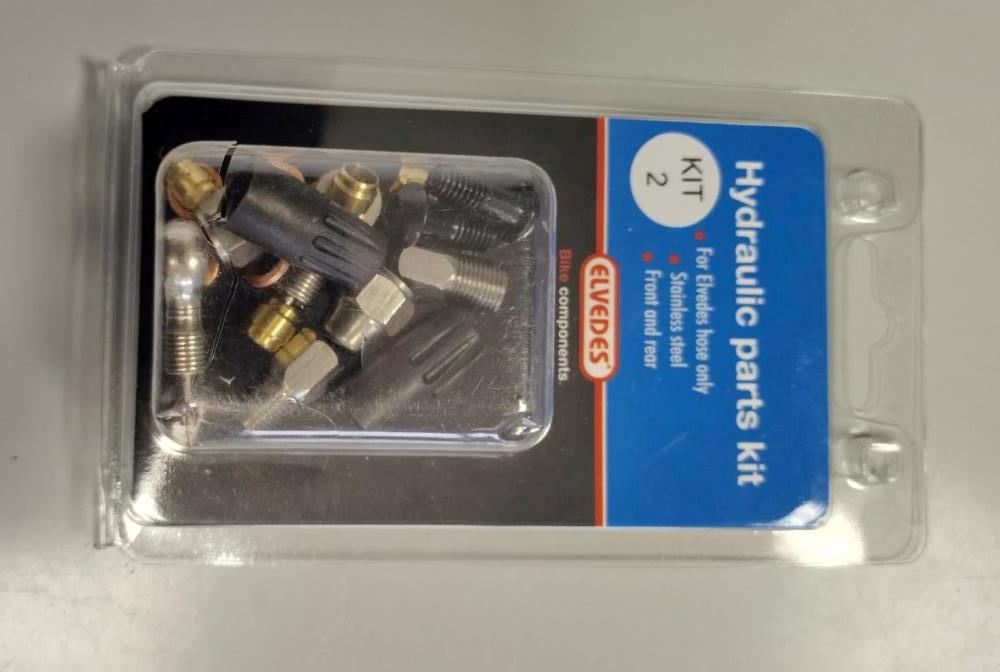 Hydraulic parts kit
KIT
2
For Elvedes hose only
Stainless steel
Front and rear
ELVEDES®
Bike components